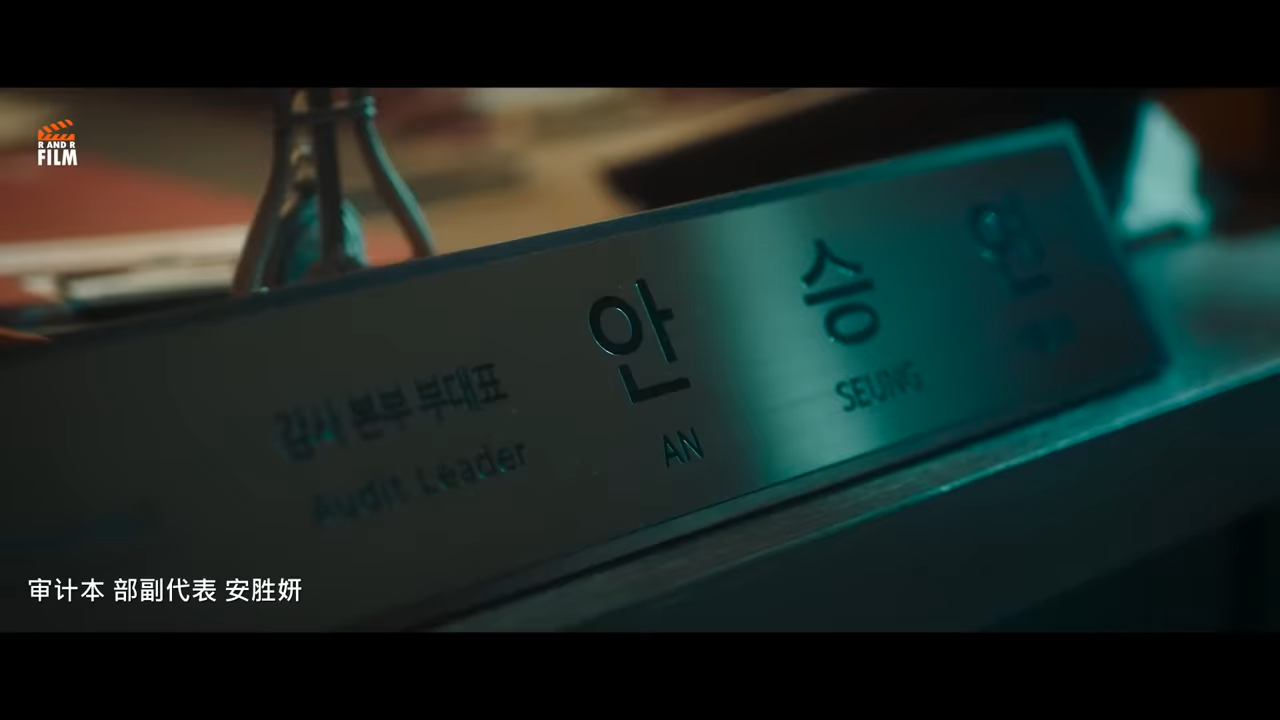 R AND R
FILM
감사 본부 부대표
Audit Leader
안 승 연
AN SEUNG
审计本 部副代表 安胜妍